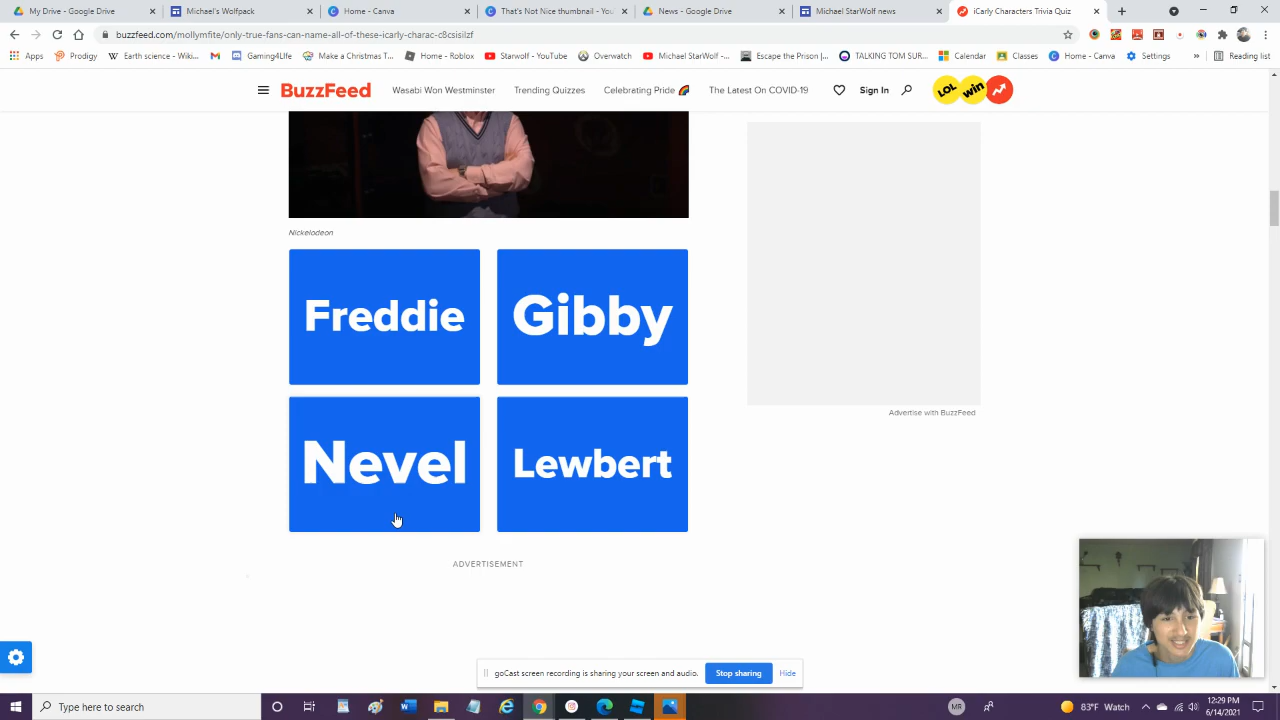 My Drive - Google Drive
Michael's Wolfpack
Home - Canva
That's Not Nice thumbnail - You
News - Google Drive
Michael StarWolf news
iCarly Characters Trivia Quiz
buzzfeed.com/mollymfite/only-true-fans-can-name-all-of-these-icarly-charac-c8csisilzf
Apps
Prodigy
Earth science - Wikin...
Gaming4LIfe
Make a Christmas T...
Home - Roblox
Starwolf - YouTube
Overwatch
Michael StarWolf -...
Escape the Prison |...
TALKING TOM SUR...
Calendar
Classes
Home - Canva
Settings
»
Reading list
BuzzFeed
Wasabi Won Westminster
Trending Quizzes
Celebrating Pride
The Latest On COVID-19
Sign In
LOL
win
Nickelodeon
Freddie
Gibby
Nevel
Lewbert
Advertise with BuzzFeed
ADVERTISEMENT
goCast screen recording is sharing your screen and audio.
Stop sharing
Hide
Type here to search
MR
83°F Watch
12:29 PM
6/14/2021